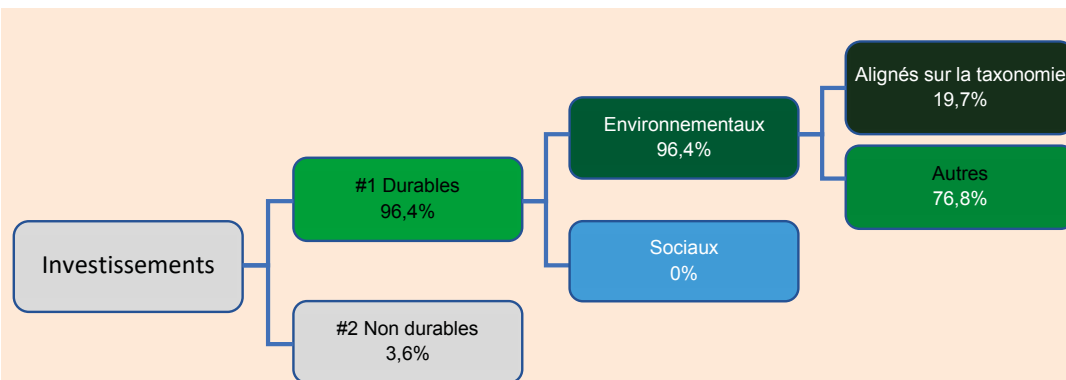 Investissements
#1 Durables
96,4%
#2 Non durables
3,6%
Environnementaux
96,4%
Sociaux
0%
Alignés sur la taxonomie
19,7%
Autres
76,8%